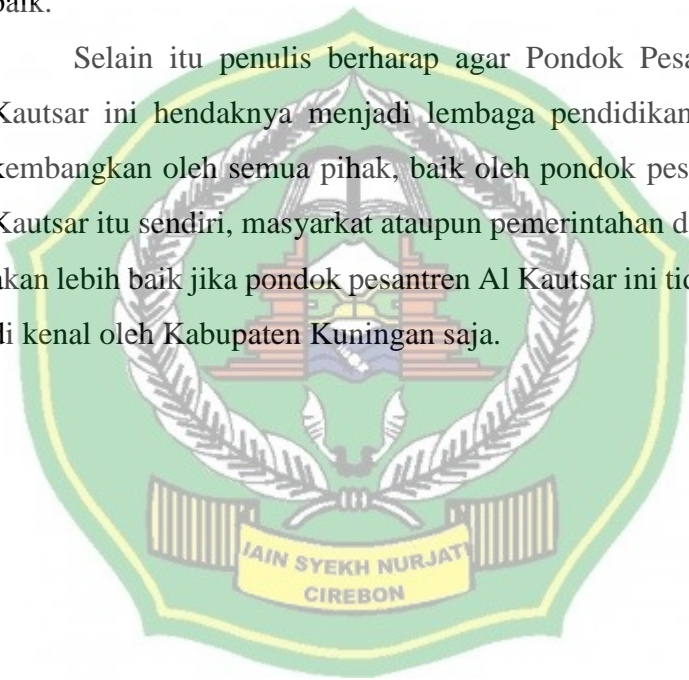 baik.
Selain itu penulis berharap agar Pondok Pesa
Kautsar ini hendaknya menjadi lembaga pendidikan
kembangkan oleh semua pihak, baik oleh pondok pes
Kautsar itu sendiri, masyarkat ataupun pemerintahan d
akan lebih baik jika pondok pesantren Al Kautsar ini tid
di kenal oleh Kabupaten Kuningan saja.
IAIN SYEKH NURJATI
CIREBON